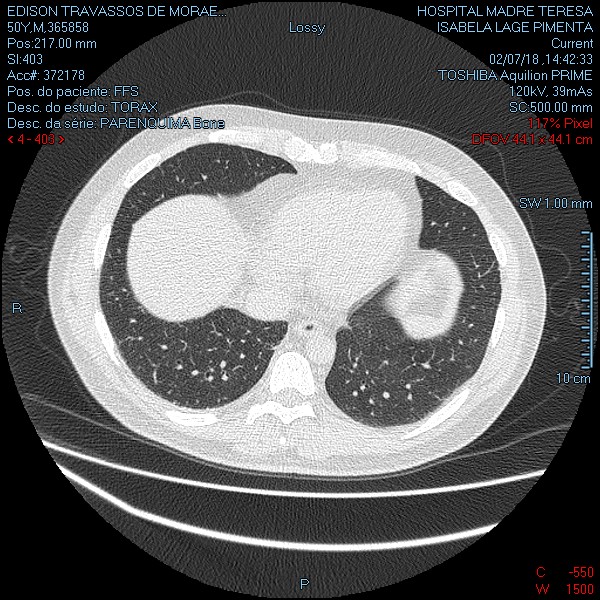 EDISON TRAVASSOS DE MORAE...
50Y,M,365858
Pos:217.00 mm
SI:403
Acc#: 372178
Pos. do paciente: FFS
Desc. do estudo: TORAX
Desc. da série: PARENQUIMA Bone
< 4 - 403 >
Lossy
HOSPITAL MADRE TERESA
ISABELA LAGE PIMENTA
Current
02/07/18 ,14:42:33
TOSHIBA Aquilion PRIME
120kV, 39mAs
SC:500.00 mm
117% Pixel
DFOV 44.1 x 44.1 cm
SW 1.00 mm
R
10 cm
P
C -550
W 1500